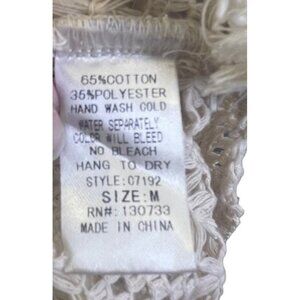 65%COTTON
35%POLYESTER
HAND WASH COLD
WATER SEPARATELY
COLOR WILL BLEED
NO BLEACH
HANG TO DRY
STYLE:C7192
SIZE:M
RN#:130733
MADE IN CHINA